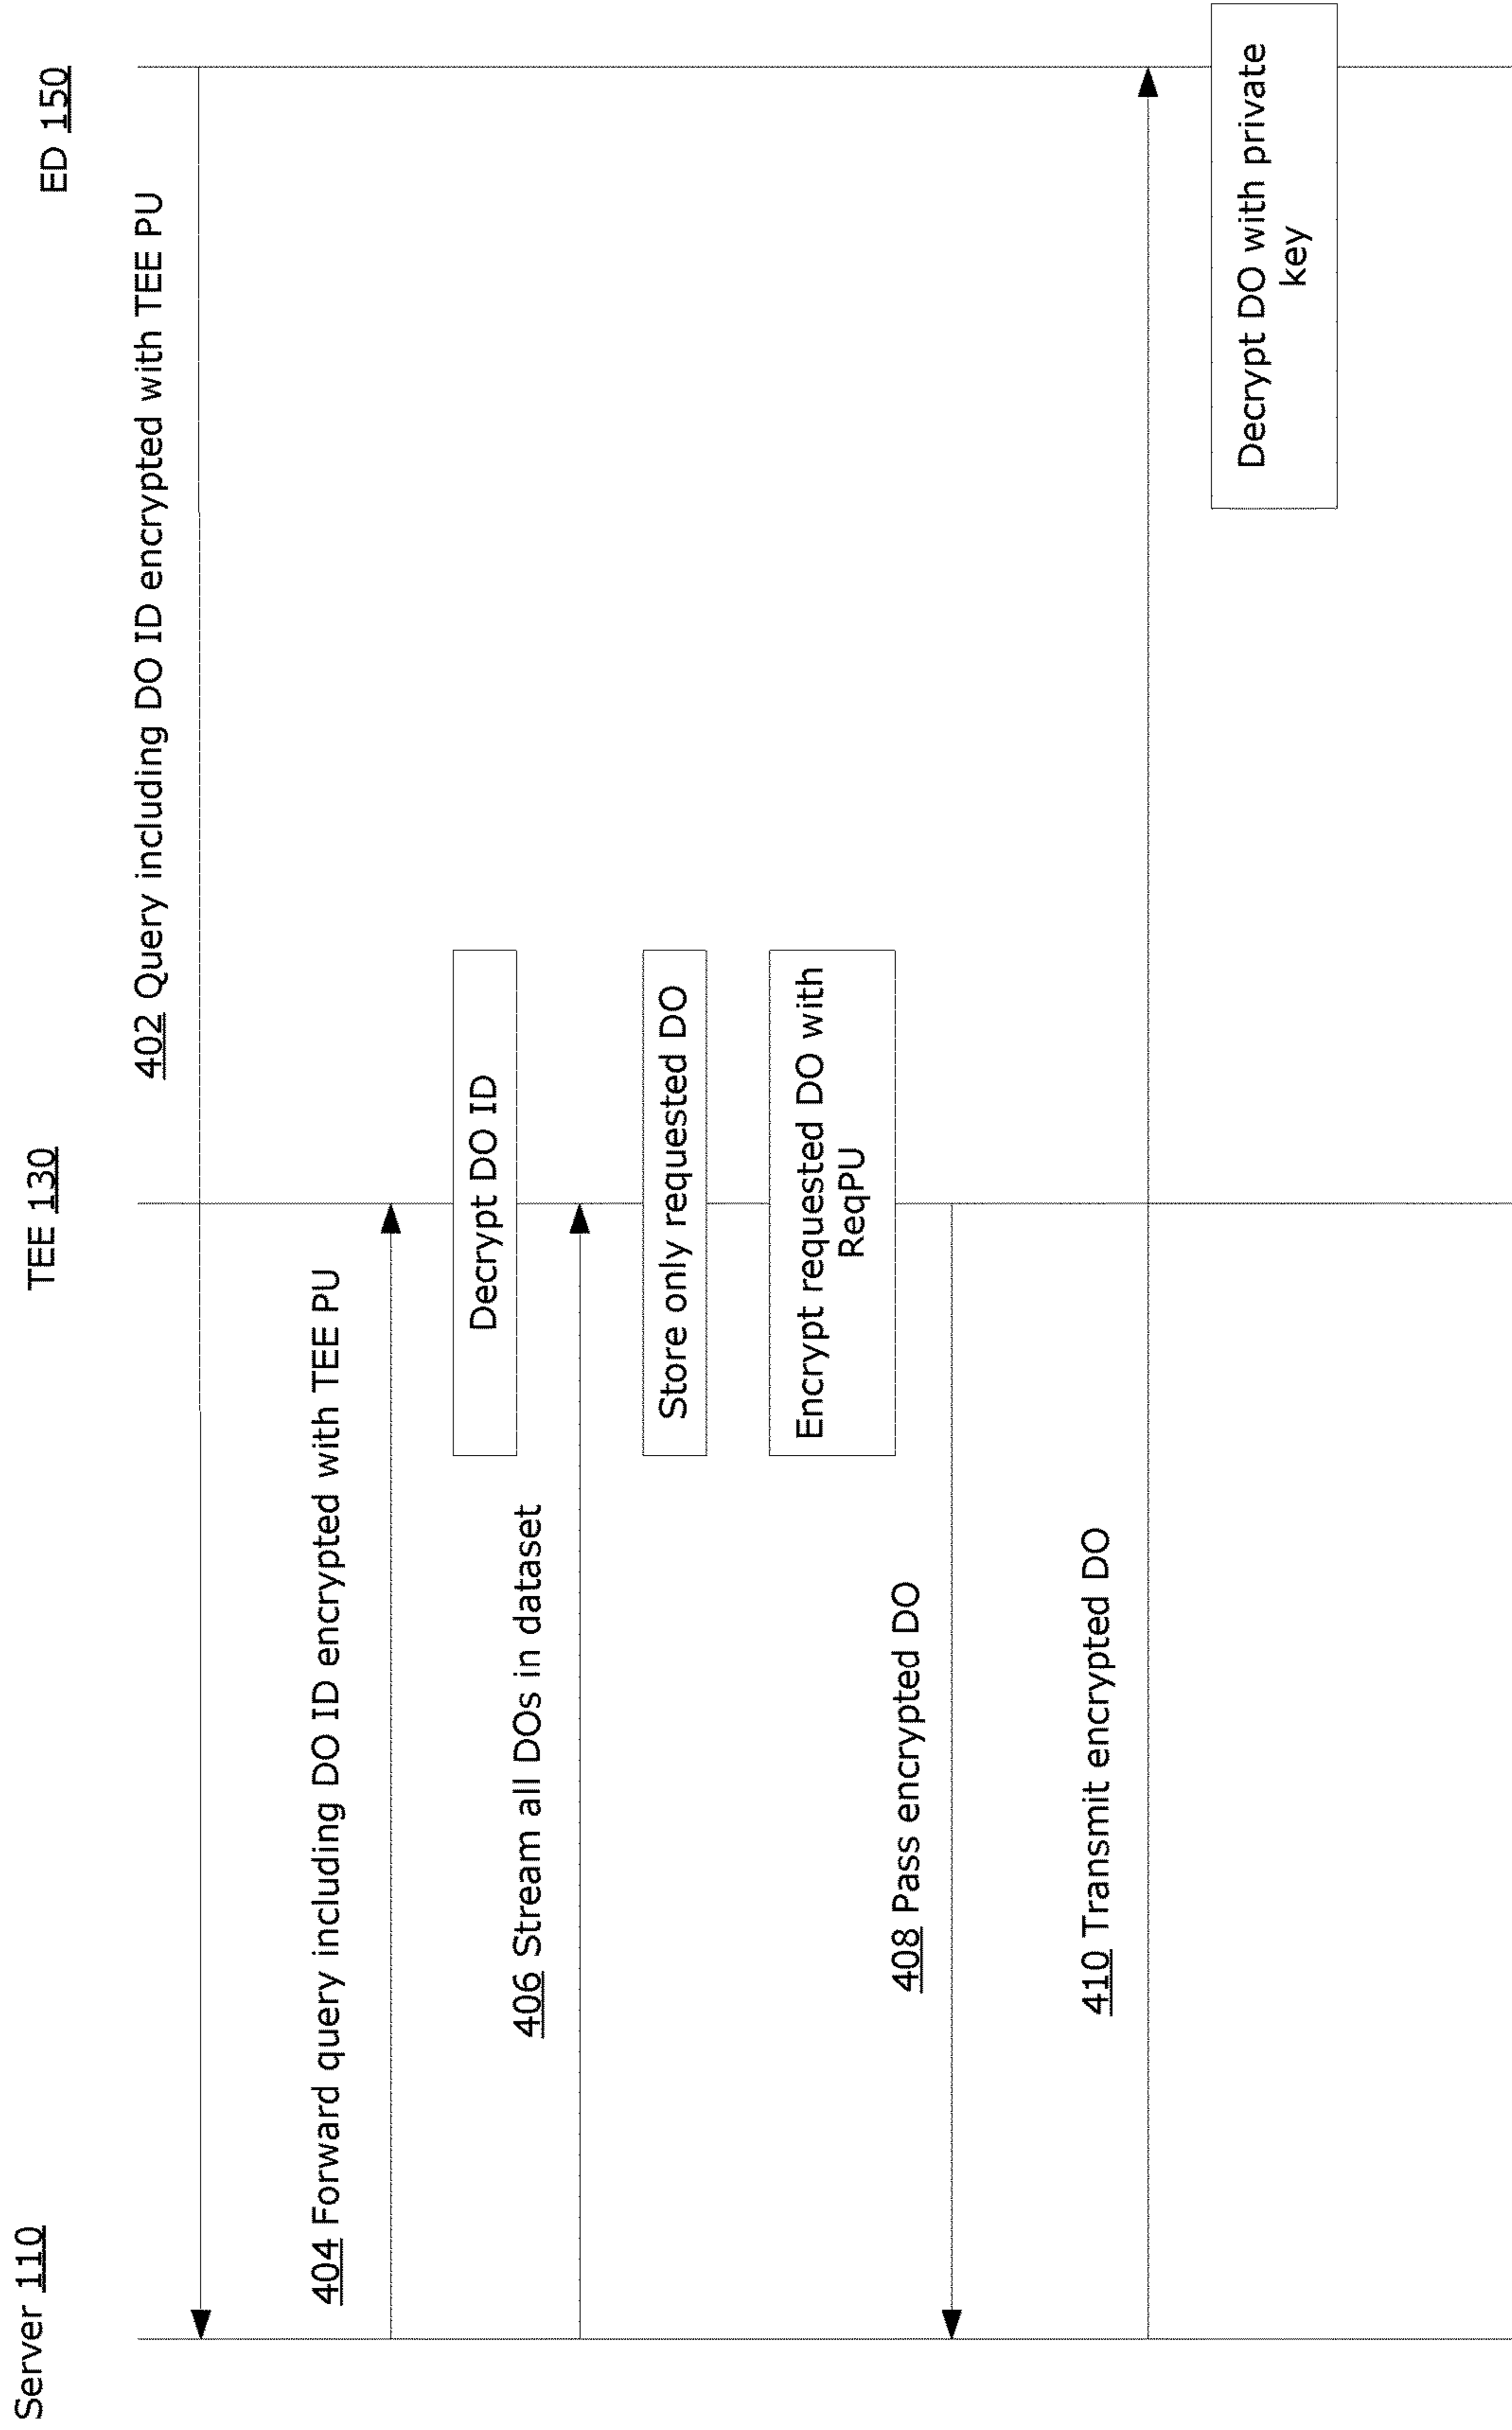 Server 110
TEE 130
ED 150
402 Query including DO ID encrypted with TEE PU
404 Forward query including DO ID encrypted with TEE PU
Decrypt DO ID
406 Stream all DOs in dataset
Store only requested DO
Encrypt requested DO with
ReqPU
408 Pass encrypted DO
410 Transmit encrypted DO
Decrypt DO with private
key